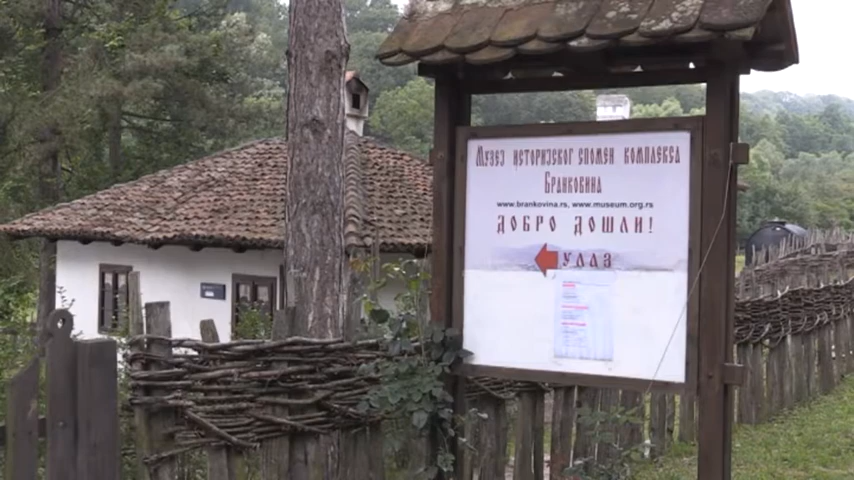 Музеј историјског спомен комплекса
Бранковина
www.brankovina.rs, www.museum.org.rs
ДОБРО ДОШЛИ!
УЛАЗ